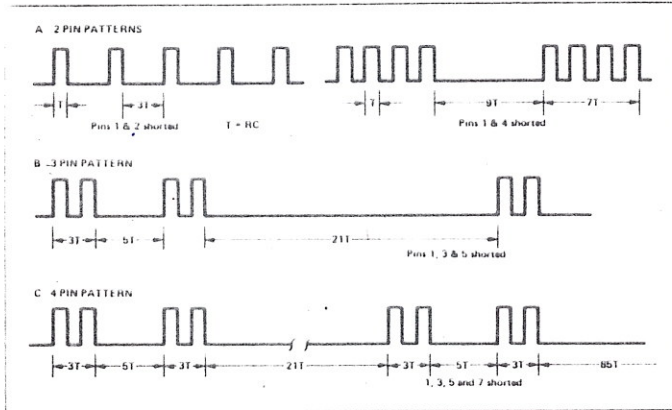 A 2 PIN PATTERNS
T 3T T 9T 7T
Pins 1 & 2 shorted T = RC Pins 1 & 4 shorted
B -3 PIN PATTERN
3T 5T 21T
Pins 1, 3 & 5 shorted
C 4 PIN PATTERN
3T 5T 3T 21T 3T 5T 3T 85T
1, 3, 5 and 7 shorted